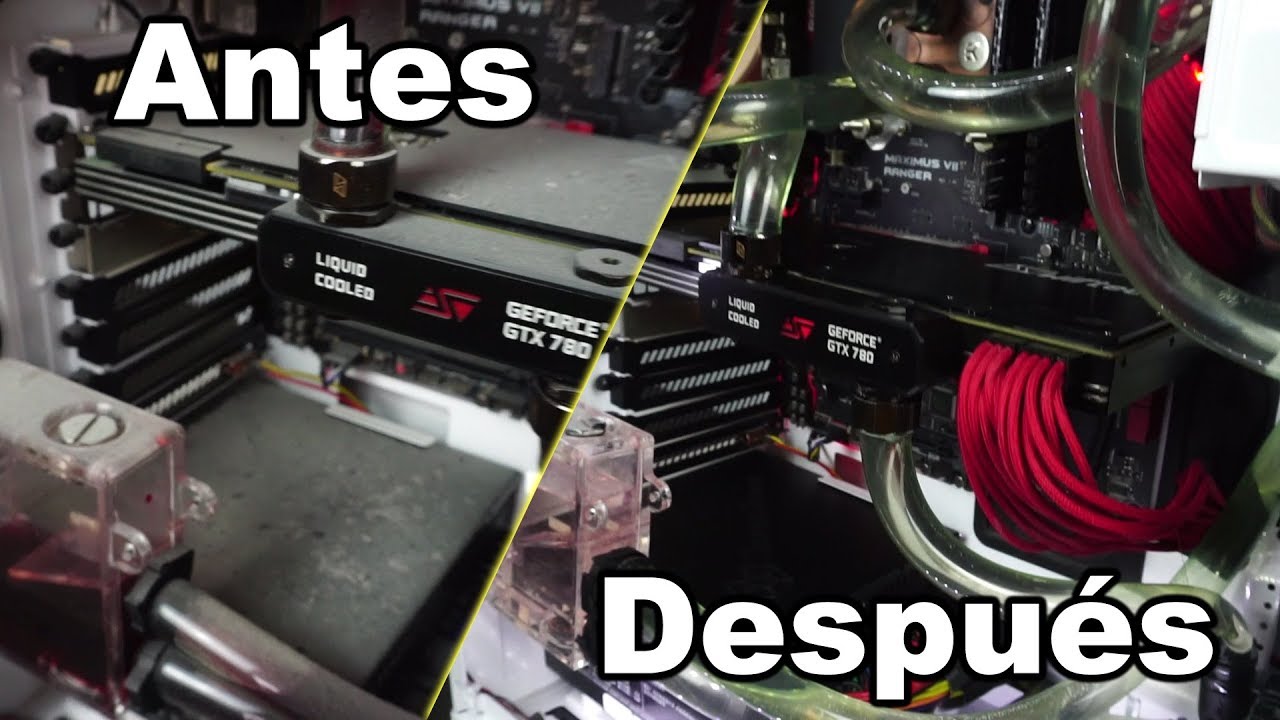 Antes
MAXIMUS VII
RANGER
LIQUID
COOLED
GEFORCE®
GTX 780
MAXIMUS VII
RANGER
LIQUID
COOLED
GEFORCE®
GTX 780
Después